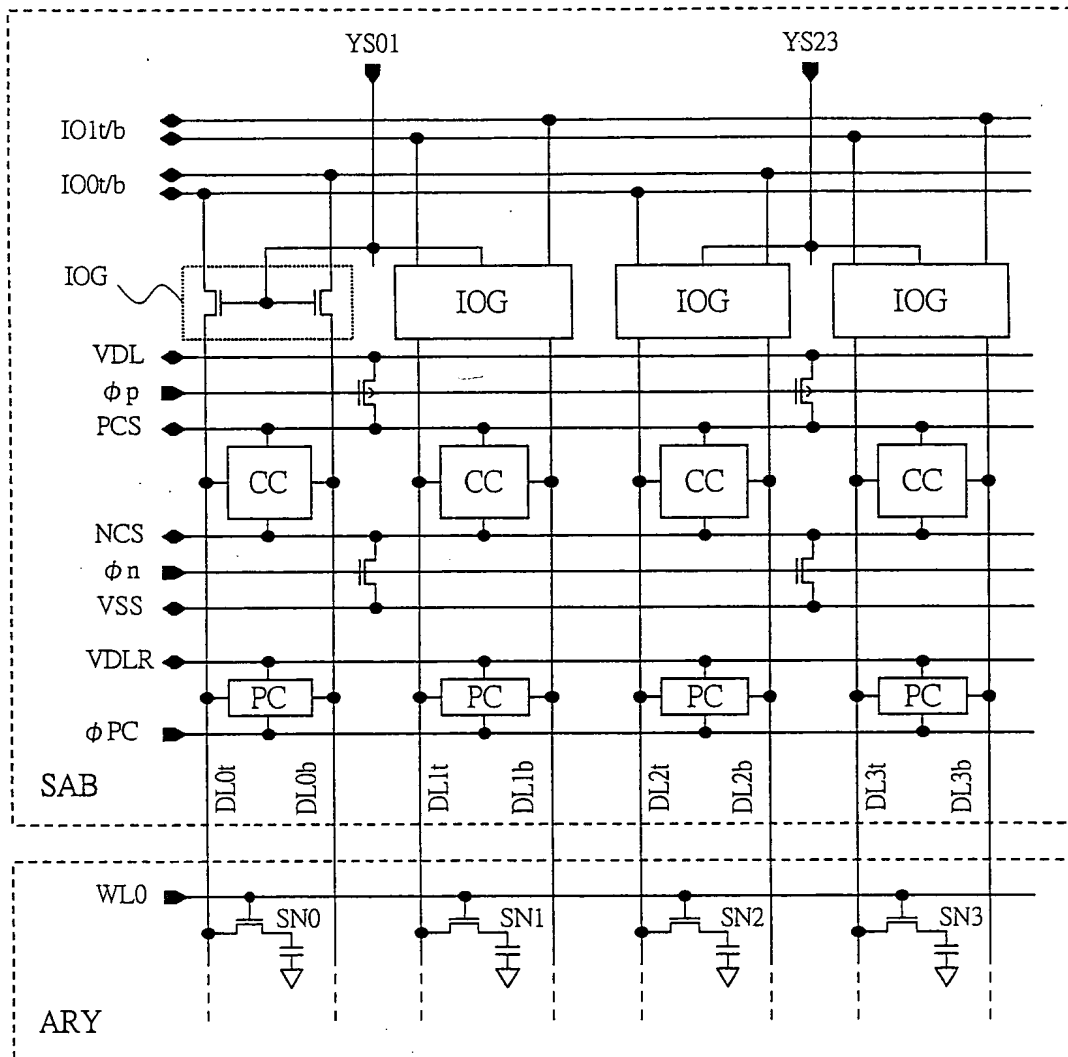 YS01 YS23
IO1t/b
IO0t/b
IOG IOG IOG IOG
VDL
φp
PCS
CC CC CC CC
NCS
φn
VSS
VDLR
PC PC PC PC
φPC
DL0t DL0b DL1t DL1b DL2t DL2b DL3t DL3b
SAB
WL0
SN0 SN1 SN2 SN3
ARY